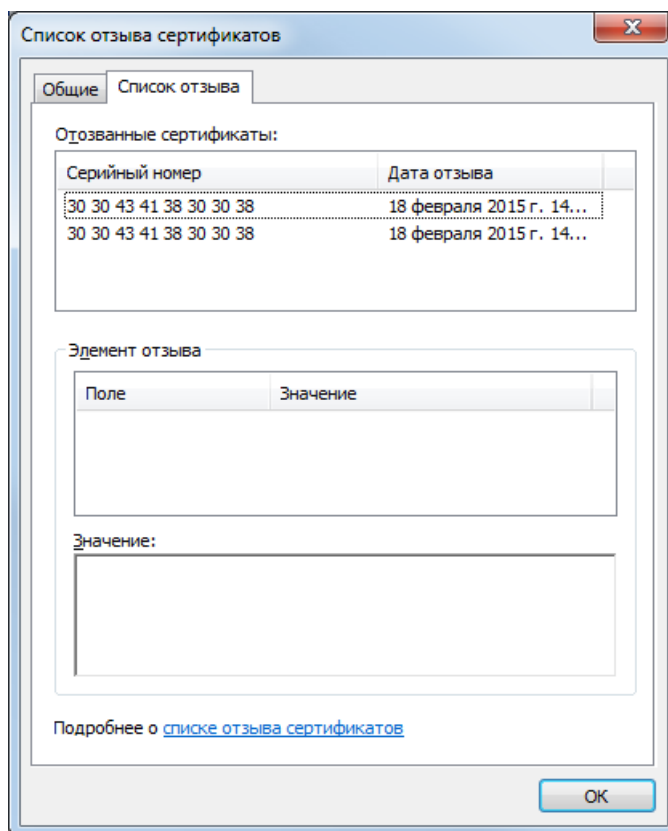 Список отзыва сертификатов
Общие Список отзыва
Отозванные сертификаты:
Серийный номер Дата отзыва
30 30 43 41 38 30 30 38 18 февраля 2015 г. 14...
30 30 43 41 38 30 30 38 18 февраля 2015 г. 14...
Элемент отзыва
Поле Значение
Значение:
Подробнее о списке отзыва сертификатов
ОК